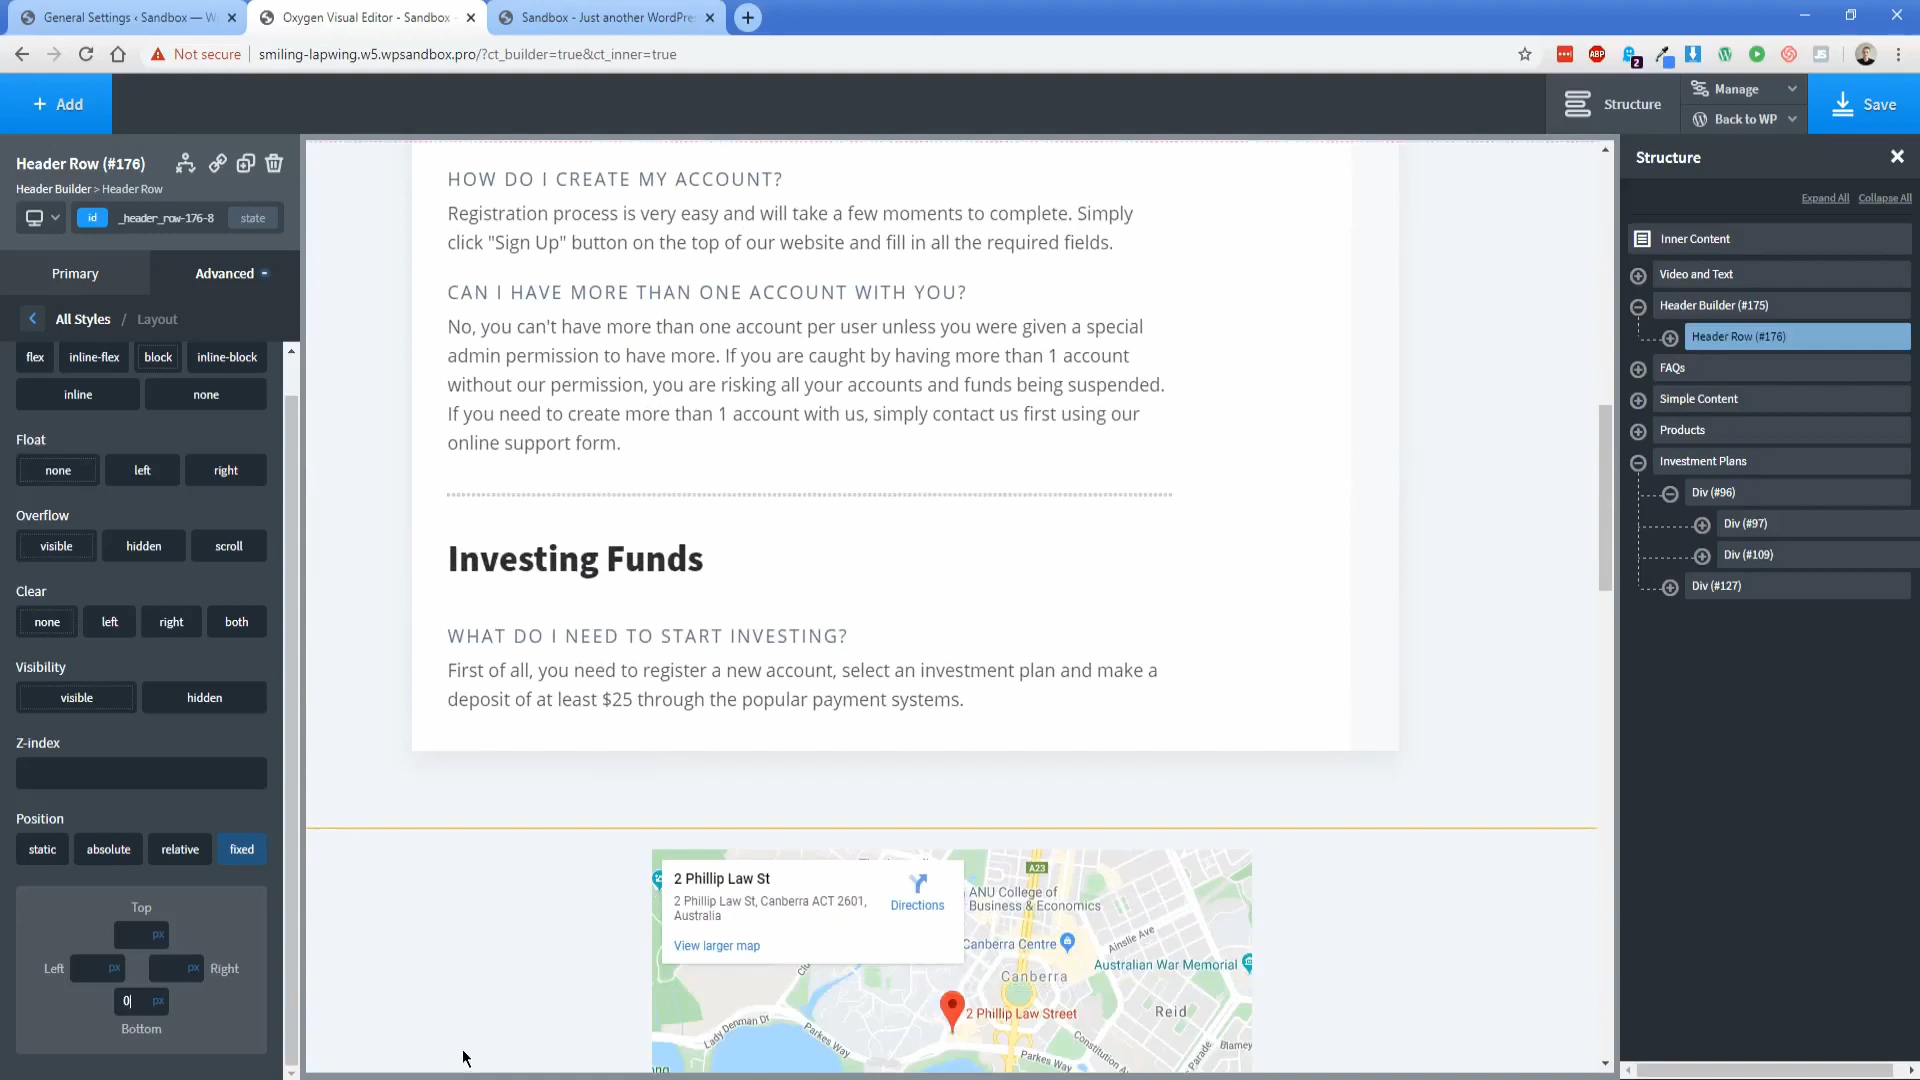 General Settings ‹ Sandbox — W
Oxygen Visual Editor - Sandbox -
Sandbox - Just another WordPre
Not secure
smiling-lapwing.w5.wpsandbox.pro/?ct_builder=true&ct_inner=true
ABP
2
JS
+ Add
Structure
Manage
Back to WP
Save
Header Row (#176)
Header Builder > Header Row
id
_header_row-176-8
state
Primary
Advanced
All Styles / Layout
flex
inline-flex
block
inline-block
inline
none
Float
none
left
right
Overflow
visible
hidden
scroll
Clear
none
left
right
both
Visibility
visible
hidden
Z-index
Position
static
absolute
relative
fixed
Top
px
Left
px
px
Right
0
px
Bottom
HOW DO I CREATE MY ACCOUNT?
Registration process is very easy and will take a few moments to complete. Simply
click "Sign Up" button on the top of our website and fill in all the required fields.
CAN I HAVE MORE THAN ONE ACCOUNT WITH YOU?
No, you can't have more than one account per user unless you were given a special
admin permission to have more. If you are caught by having more than 1 account
without our permission, you are risking all your accounts and funds being suspended.
If you need to create more than 1 account with us, simply contact us first using our
online support form.
Investing Funds
WHAT DO I NEED TO START INVESTING?
First of all, you need to register a new account, select an investment plan and make a
deposit of at least $25 through the popular payment systems.
2 Phillip Law St
2 Phillip Law St, Canberra ACT 2601,
Australia
Directions
View larger map
A23
ANU College of
Business & Economics
Canberra Centre
Ainslie Ave
Australian War Memorial
Canberra
2 Phillip Law Street
Reid
Lady Denman Dr
Parkes Way
Parkes Way
Constitution
Blamey
Structure
Expand All
Collapse All
Inner Content
Video and Text
Header Builder (#175)
Header Row (#176)
FAQs
Simple Content
Products
Investment Plans
Div (#96)
Div (#97)
Div (#109)
Div (#127)